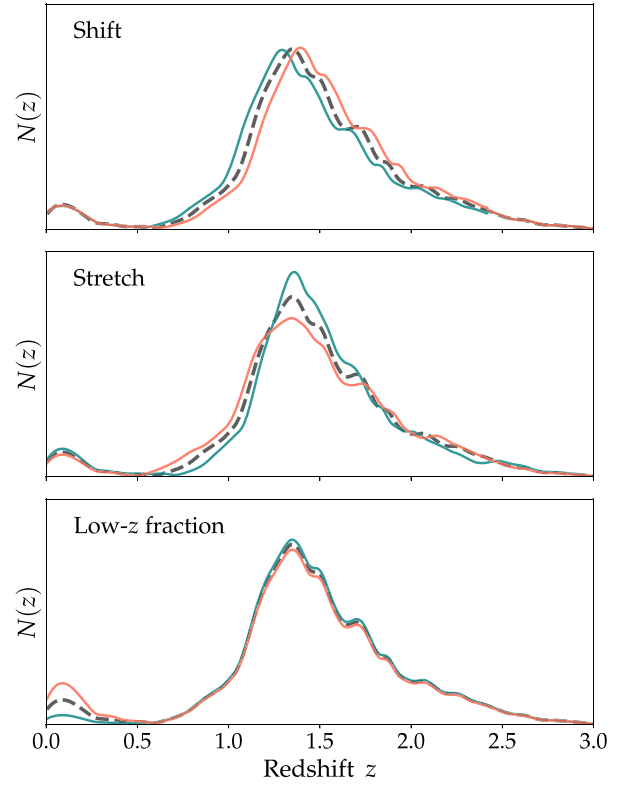 Shift
N(z)
Stretch
N(z)
Low-z fraction
N(z)
0.0 0.5 1.0 1.5 2.0 2.5 3.0
Redshift z